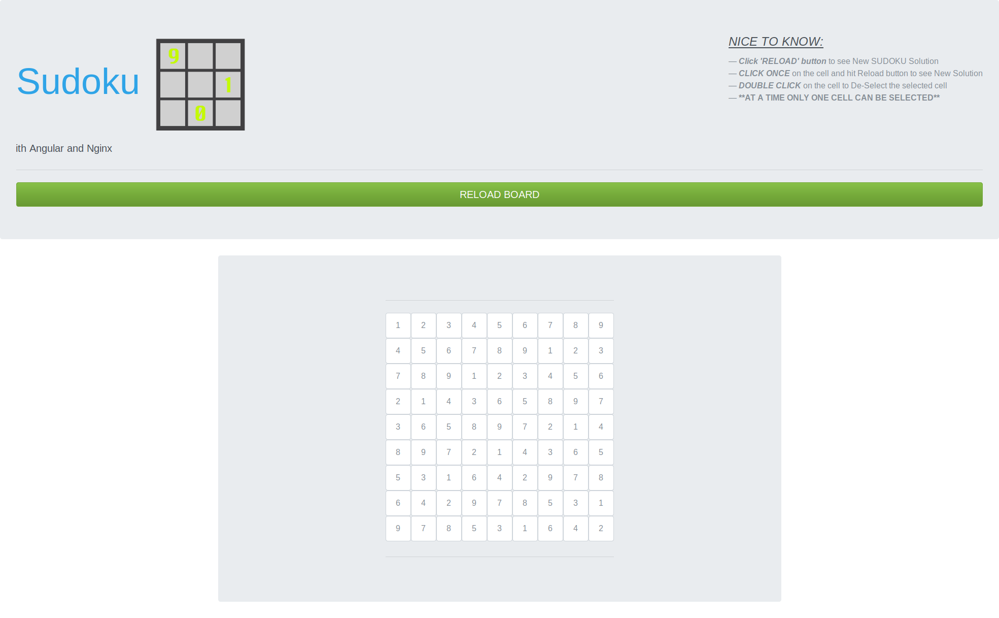 Sudoku
9
1
0
NICE TO KNOW:
— Click 'RELOAD' button to see New SUDOKU Solution
— CLICK ONCE on the cell and hit Reload button to see New Solution
— DOUBLE CLICK on the cell to De-Select the selected cell
— **AT A TIME ONLY ONE CELL CAN BE SELECTED**
ith Angular and Nginx
RELOAD BOARD
1 2 3 4 5 6 7 8 9
4 5 6 7 8 9 1 2 3
7 8 9 1 2 3 4 5 6
2 1 4 3 6 5 8 9 7
3 6 5 8 9 7 2 1 4
8 9 7 2 1 4 3 6 5
5 3 1 6 4 2 9 7 8
6 4 2 9 7 8 5 3 1
9 7 8 5 3 1 6 4 2